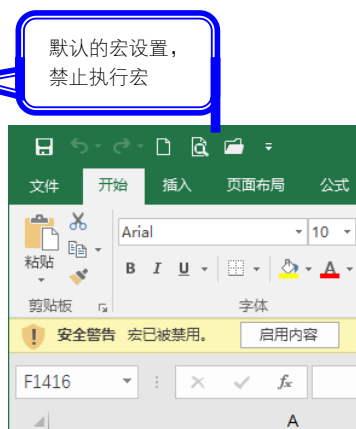 默认的宏设置，
禁止执行宏
文件 开始 插入 页面布局 公式
粘贴
Arial 10
B I U A
剪贴板 字体
安全警告 宏已被禁用。 启用内容
F1416 fx
A